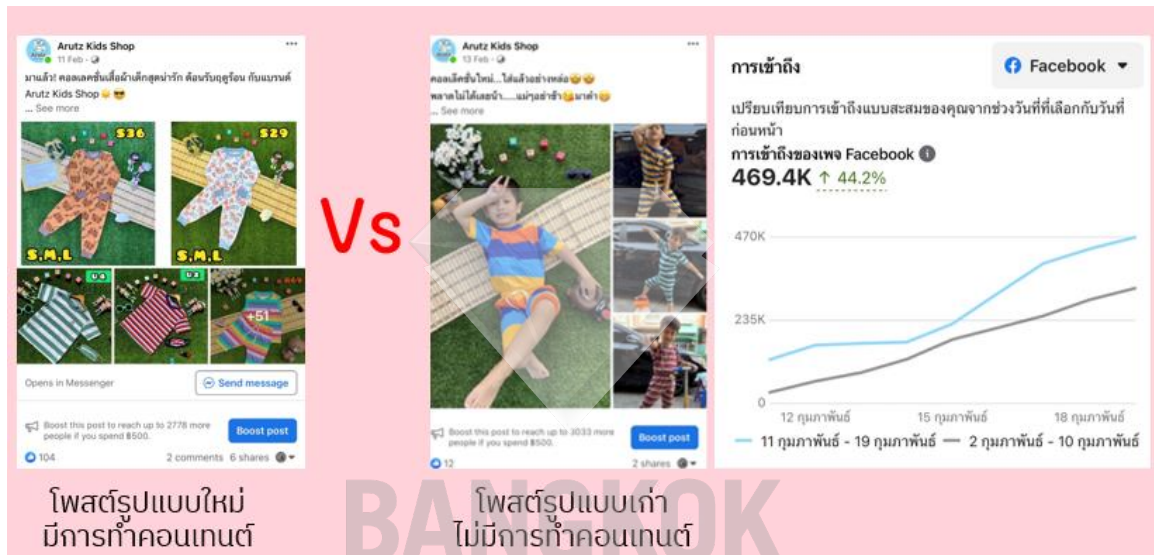 Arutz Kids Shop
11 Feb ·
มาแล้ว! คอลเลคชั่นเสื้อผ้าเด็กสุดน่ารัก ต้อนรับฤดูร้อน กับแบรนด์
Arutz Kids Shop
... See more
S36
S29
S,M,L
S,M,L
+51
Opens in Messenger
Send message
Boost this post to reach up to 2778 more
people if you spend ฿500.
Boost post
104
2 comments 6 shares
โพสต์รูปแบบใหม่
มีการทำคอนเทนต์
Vs
Arutz Kids Shop
13 Feb ·
คอลเล็คชั่นใหม่...ใส่แล้วอย่างหล่อ
พลาดไม่ได้เลยน้า.....แม่ๆอย่าช้า มาตำ
... See more
Boost this post to reach up to 3033 more
people if you spend ฿500.
Boost post
12
2 shares
โพสต์รูปแบบเก่า
ไม่มีการทำคอนเทนต์
การเข้าถึง
Facebook
เปรียบเทียบการเข้าถึงแบบสะสมของคุณจากช่วงวันที่ที่เลือกกับวันที่
ก่อนหน้า
การเข้าถึงของเพจ Facebook
469.4K ↑ 44.2%
470K
235K
0
12 กุมภาพันธ์ 15 กุมภาพันธ์ 18 กุมภาพันธ์
11 กุมภาพันธ์ - 19 กุมภาพันธ์ 2 กุมภาพันธ์ - 10 กุมภาพันธ์
BANGKOK